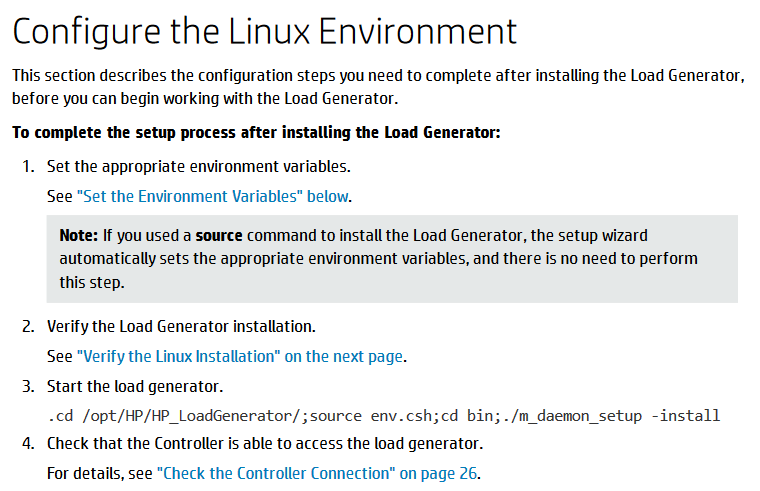 Configure the Linux Environment
This section describes the configuration steps you need to complete after installing the Load Generator,
before you can begin working with the Load Generator.
To complete the setup process after installing the Load Generator:
1. Set the appropriate environment variables.
See "Set the Environment Variables" below.
Note: If you used a source command to install the Load Generator, the setup wizard
automatically sets the appropriate environment variables, and there is no need to perform
this step.
2. Verify the Load Generator installation.
See "Verify the Linux Installation" on the next page.
3. Start the load generator.
.cd /opt/HP/HP_LoadGenerator/;source env.csh;cd bin;./m_daemon_setup -install
4. Check that the Controller is able to access the load generator.
For details, see "Check the Controller Connection" on page 26.